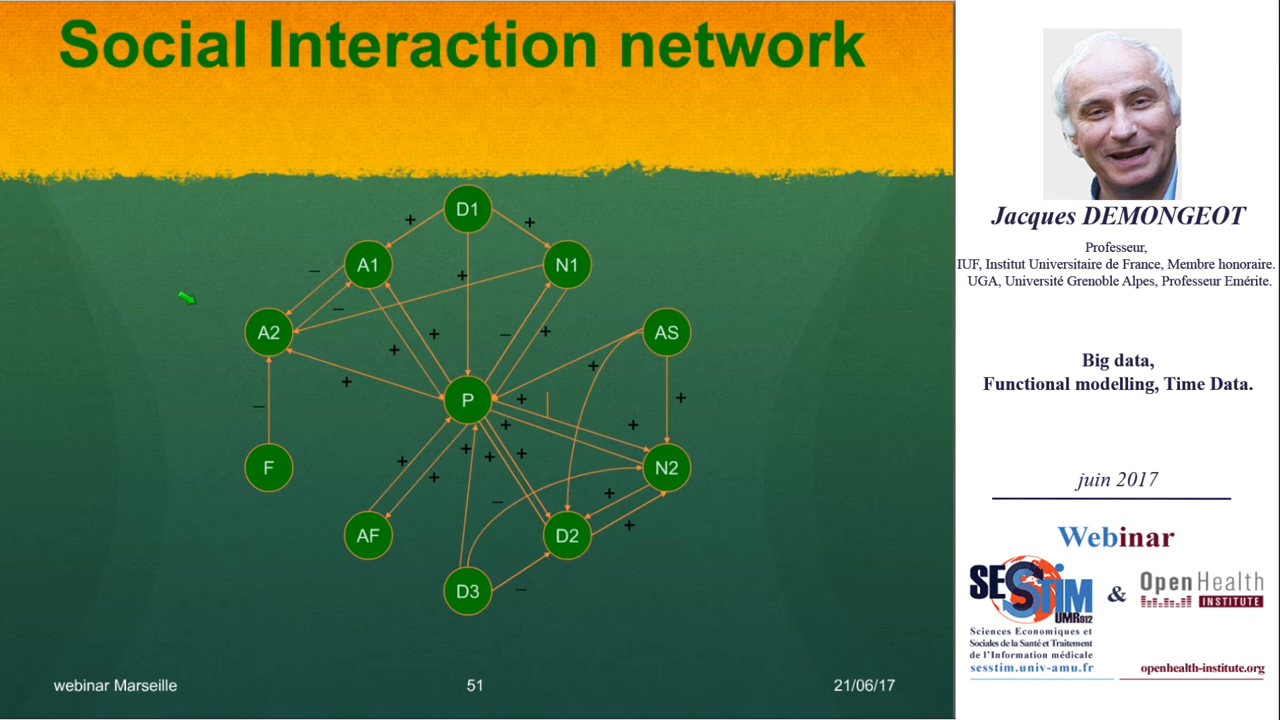 Social Interaction network
D1
+
+
A1
N1
–
+
–
A2
AS
+
–
+
+
+
+
+
P
+
–
+
+
F
+
+
+
+
+
N2
+
–
+
+
AF
D2
D3
–
webinar Marseille
51
21/06/17
Jacques DEMONGEOT
Professeur,
IUF, Institut Universitaire de France, Membre honoraire.
UGA, Université Grenoble Alpes, Professeur Emérite.
Big data,
Functional modelling, Time Data.
juin 2017
Webinar
SESSTIM
UMR912
Sciences Economiques et
Sociales de la Santé et Traitement
de l'Information médicale
sesstim.univ-amu.fr
&
OpenHealth
INSTITUTE
openhealth-institute.org